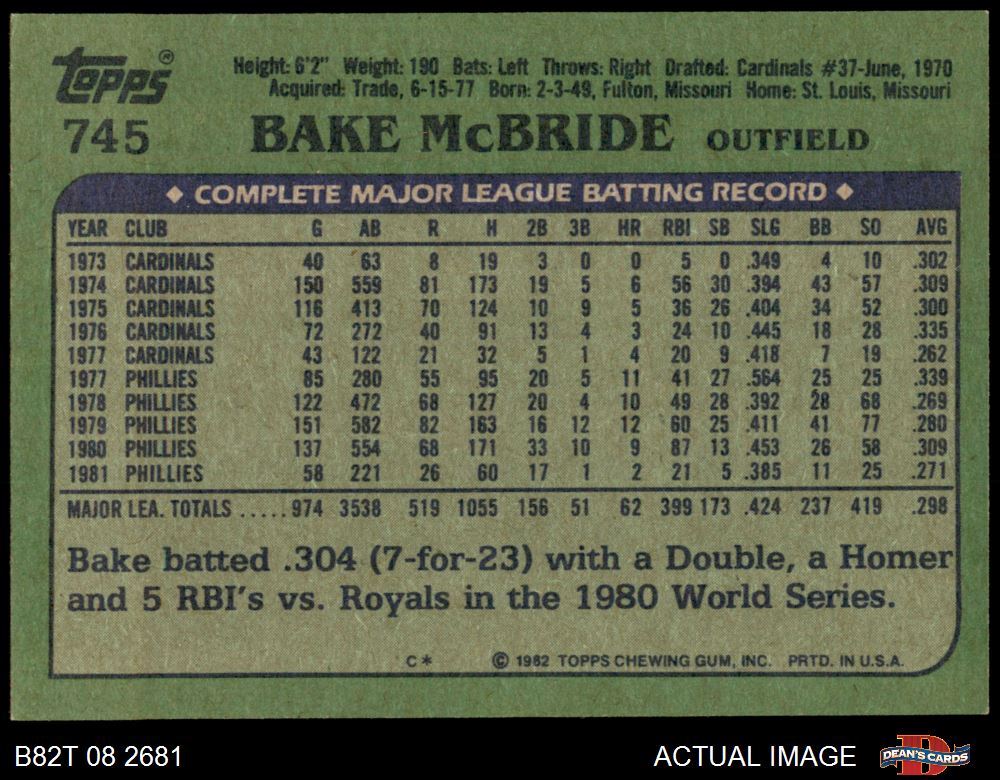 Topps®
745
Height: 6'2" Weight: 190 Bats: Left Throws: Right Drafted: Cardinals #37-June, 1970
Acquired: Trade, 6-15-77 Born: 2-3-49, Fulton, Missouri Home: St. Louis, Missouri
BAKE McBRIDE OUTFIELD
◆ COMPLETE MAJOR LEAGUE BATTING RECORD ◆
YEAR CLUB G AB R H 2B 3B HR RBI SB SLG BB SO AVG
1973 CARDINALS 40 63 8 19 3 0 0 5 0 .349 4 10 .302
1974 CARDINALS 150 559 81 173 19 5 6 56 30 .394 43 57 .309
1975 CARDINALS 116 413 70 124 10 9 5 36 26 .404 34 52 .300
1976 CARDINALS 72 272 40 91 13 4 3 24 10 .445 18 28 .335
1977 CARDINALS 43 122 21 32 5 1 4 20 9 .418 7 19 .262
1977 PHILLIES 85 280 55 95 20 5 11 41 27 .564 25 25 .339
1978 PHILLIES 122 472 68 127 20 4 10 49 28 .392 28 68 .269
1979 PHILLIES 151 582 82 163 16 12 12 60 25 .411 41 77 .280
1980 PHILLIES 137 554 68 171 33 10 9 87 13 .453 26 58 .309
1981 PHILLIES 58 221 26 60 17 1 2 21 5 .385 11 25 .271
MAJOR LEA. TOTALS .....974 3538 519 1055 156 51 62 399 173 .424 237 419 .298
Bake batted .304 (7-for-23) with a Double, a Homer
and 5 RBI's vs. Royals in the 1980 World Series.
C* © 1982 TOPPS CHEWING GUM, INC. PRTD. IN U.S.A.
B82T 08 2681 ACTUAL IMAGE DEAN'S CARDS